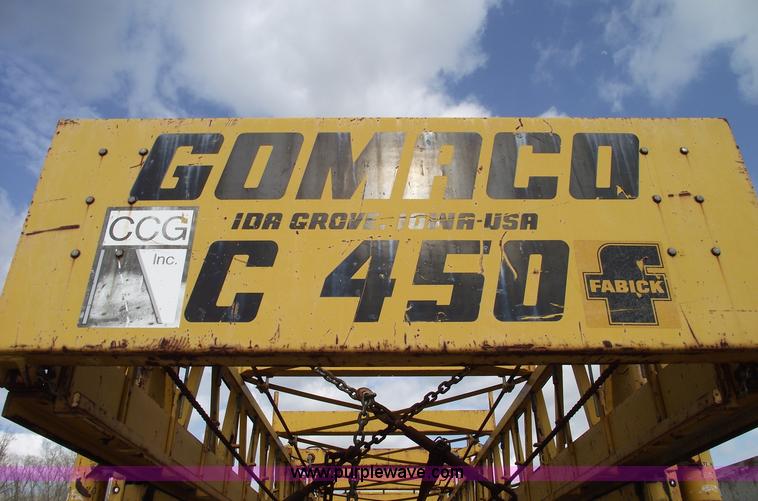 GOMACO
IDA GROVE, IOWA-USA
CCG
Inc.
C 450
f
FABICK
www.purplewave.com